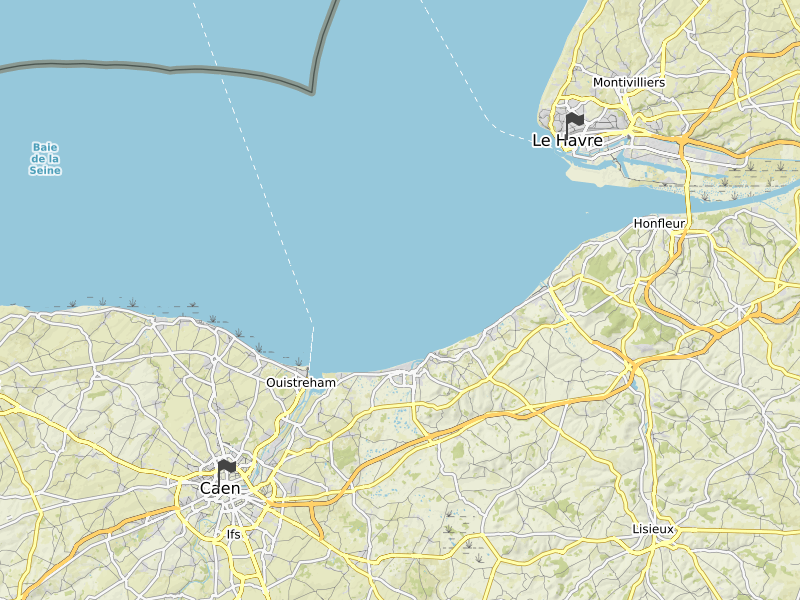 Montivilliers
Le Havre
Baie
de la
Seine
Honfleur
Ouistreham
Caen
Ifs
Lisieux